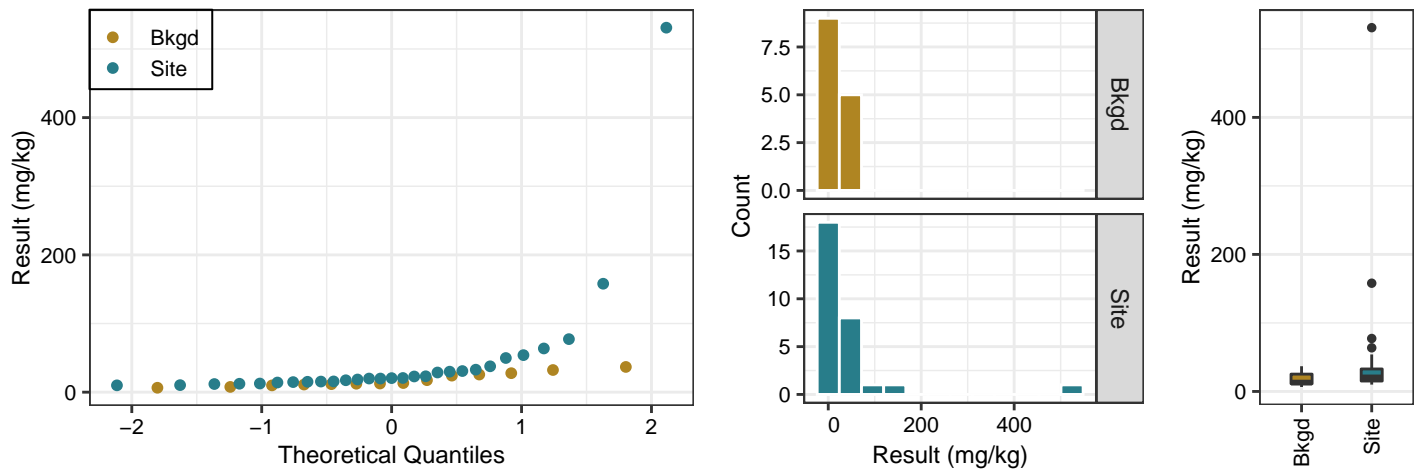 Bkgd
Site
Result (mg/kg)
400
200
0
−2
−1
0
1
2
Theoretical Quantiles
Count
7.5
5.0
2.5
0.0
Bkgd
15
10
5
0
Site
0
200
400
Result (mg/kg)
Result (mg/kg)
400
200
0
Bkgd
Site